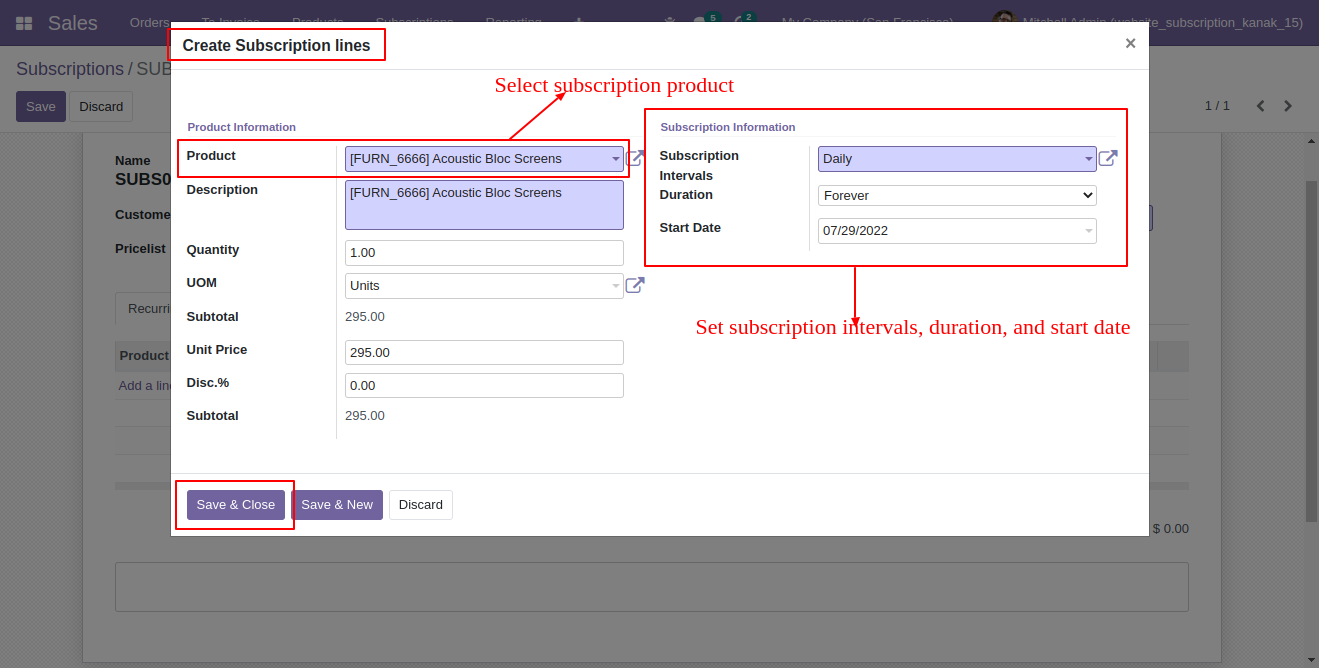 Sales Orders To Invoice Products Subscriptions Reporting 5 2 My Company (San Francisco) Mitchell Admin (website_subscription_kanak_15)
Subscriptions / SUB
Save Discard
1 / 1
Create Subscription lines ×
Select subscription product
Product Information
Product [FURN_6666] Acoustic Bloc Screens
Description [FURN_6666] Acoustic Bloc Screens
Quantity 1.00
UOM Units
Subtotal 295.00
Unit Price 295.00
Disc.% 0.00
Subtotal 295.00
Subscription Information
Subscription Intervals Daily
Duration Forever
Start Date 07/29/2022
Set subscription intervals, duration, and start date
Save & Close Save & New Discard
Name
SUBS0
Custome
Pricelist
Recurri
Product
Add a line
$ 0.00